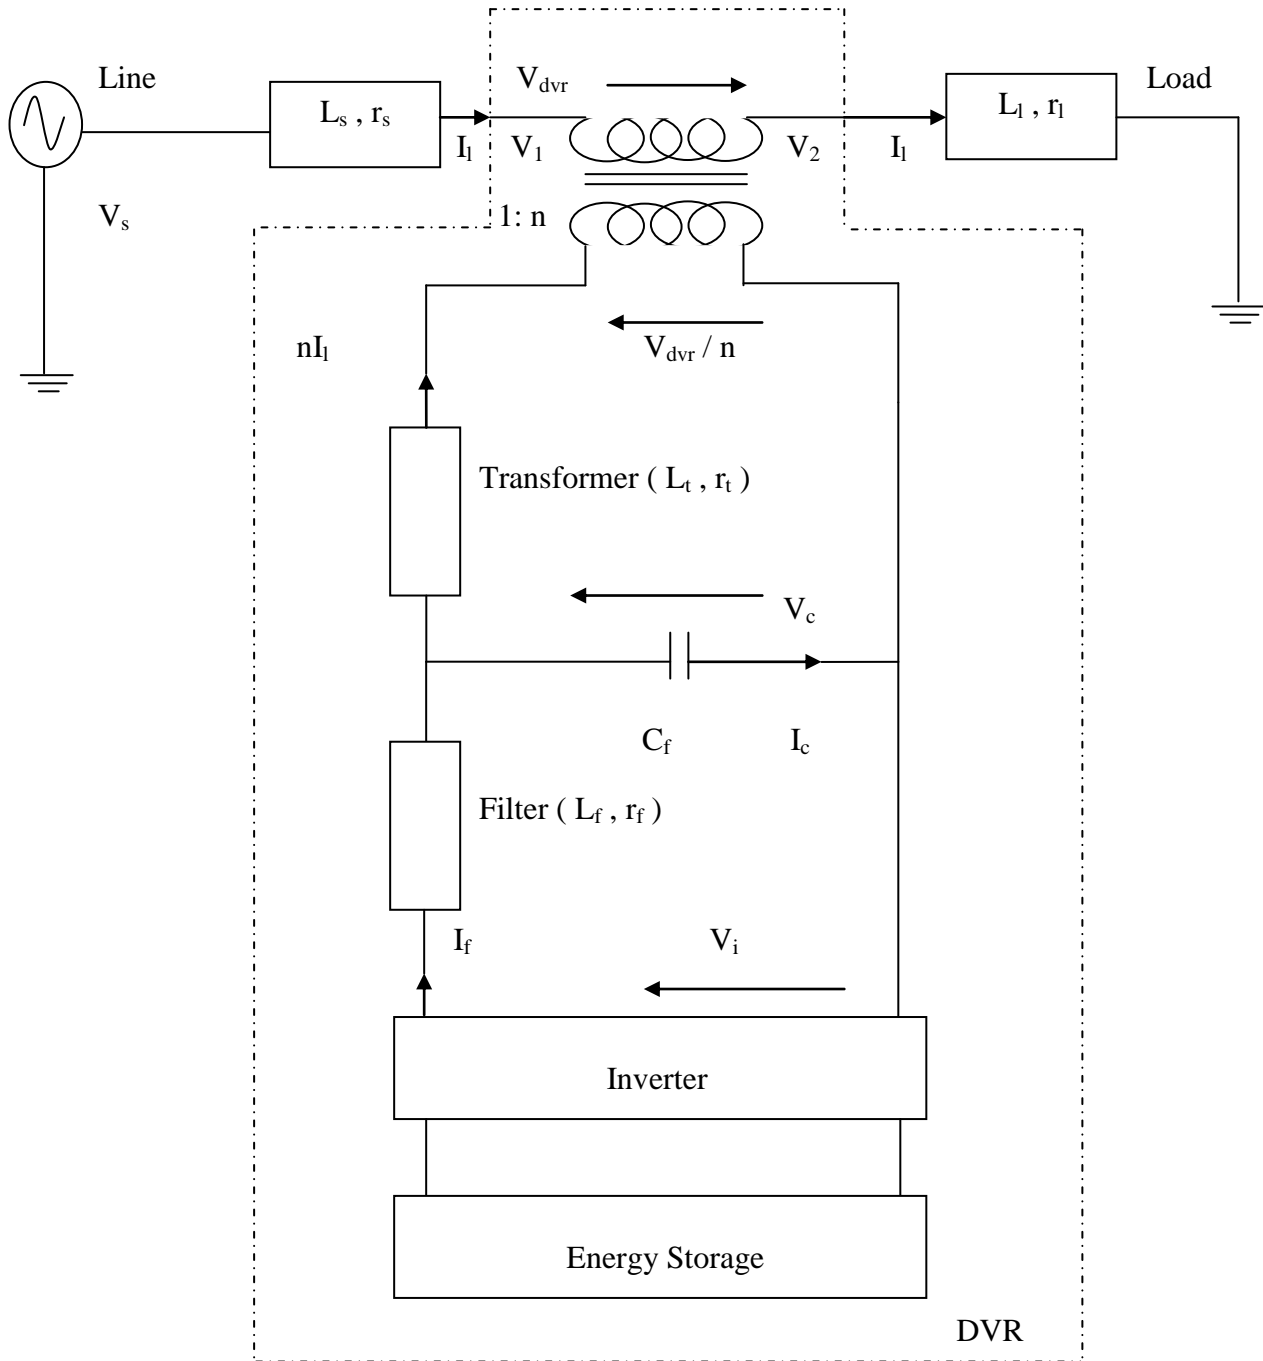 Line
V_dvr
Load
L_s , r_s
L_l , r_l
I_l
V_1
V_2
I_l
V_s
1: n
nI_l
V_dvr / n
Transformer ( L_t , r_t )
V_c
C_f
I_c
Filter ( L_f , r_f )
I_f
V_i
Inverter
Energy Storage
DVR